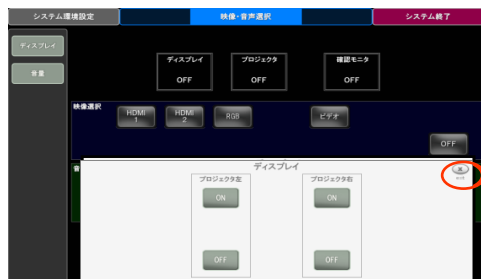 システム環境設定
映像・音声選択
システム終了
ディスプレイ
音量
ディスプレイ
OFF
プロジェクタ
OFF
確認モニタ
OFF
映像選択
HDMI
1
HDMI
2
RGB
ビデオ
OFF
音
ディスプレイ
プロジェクタ左
ON
OFF
プロジェクタ右
ON
OFF